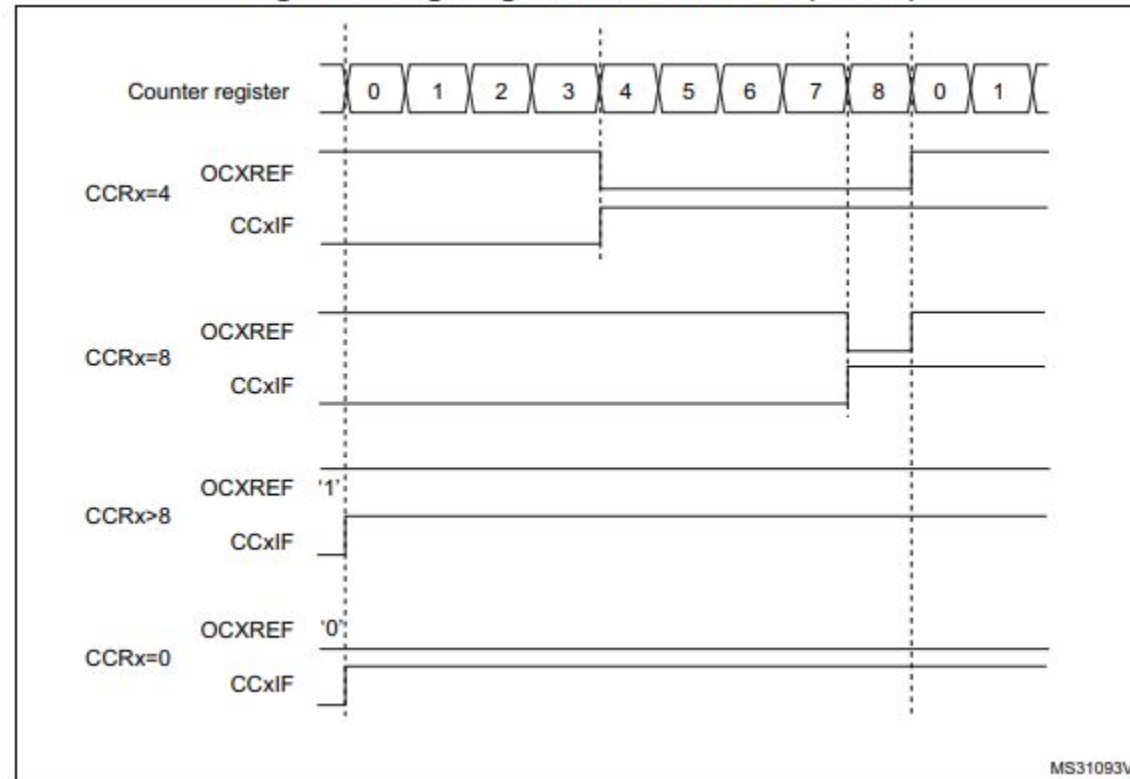 Counter register 0 1 2 3 4 5 6 7 8 0 1
OCXREF
CCRx=4
CCxIF
OCXREF
CCRx=8
CCxIF
OCXREF '1'
CCRx>8
CCxIF
OCXREF '0'
CCRx=0
CCxIF
MS31093V